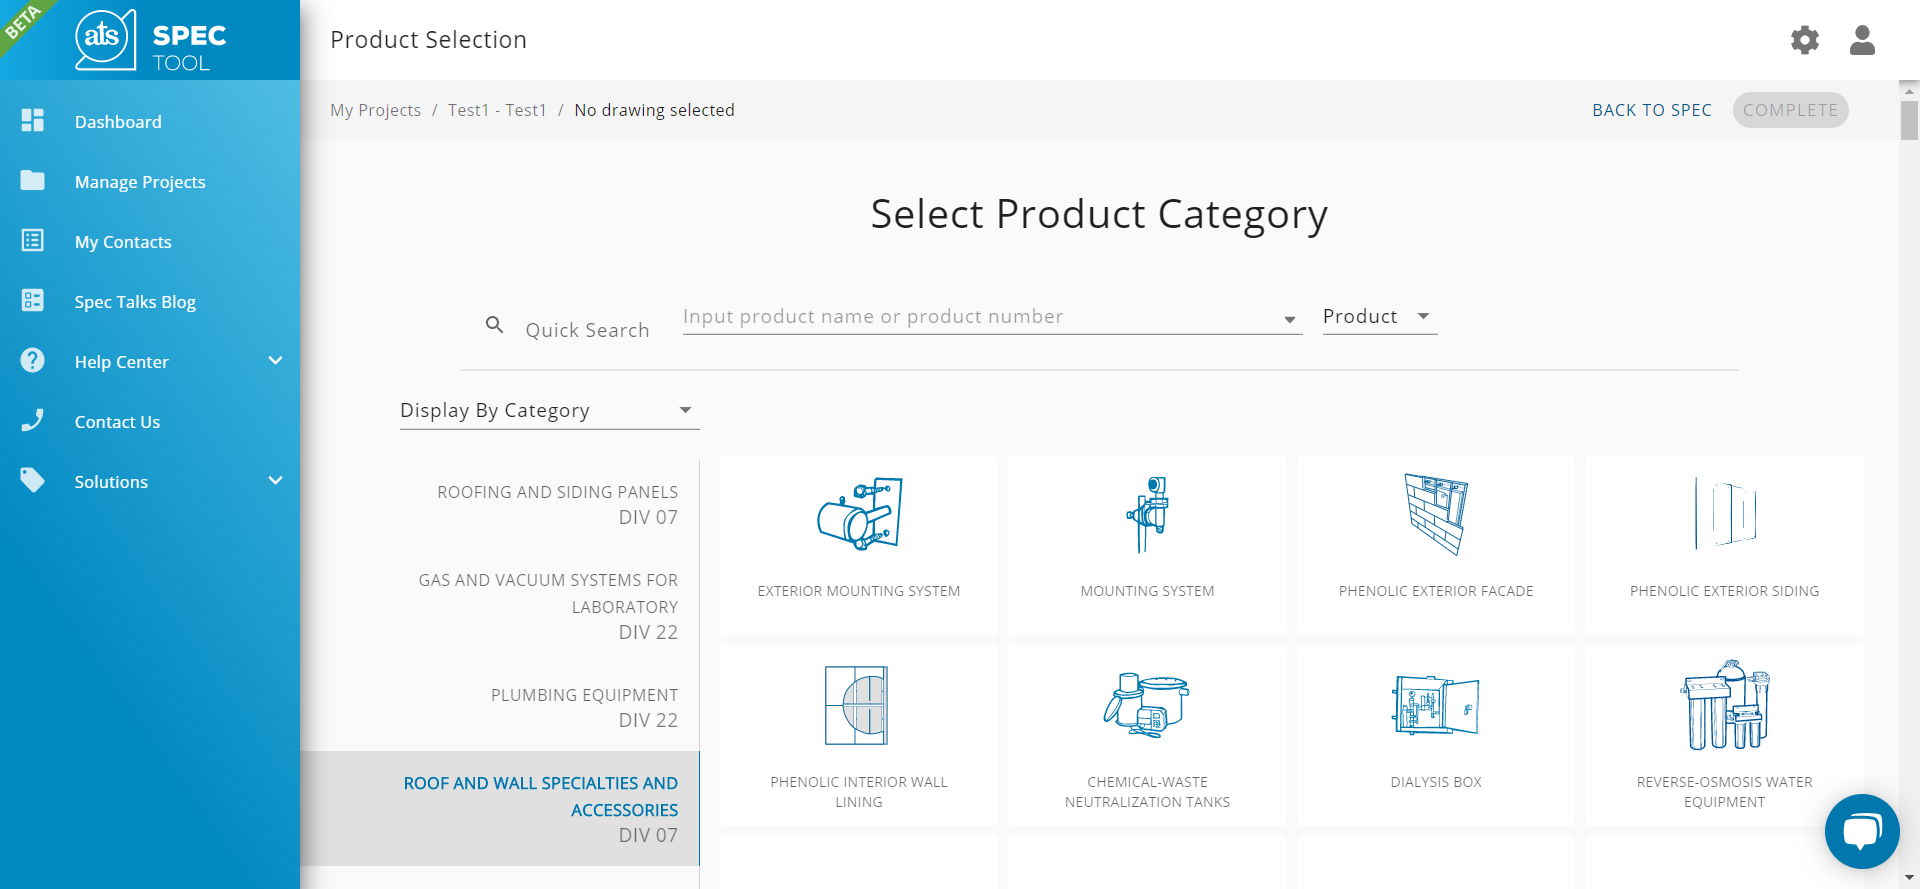 BETA
ats
SPEC
TOOL
Product Selection
Dashboard
Manage Projects
My Contacts
Spec Talks Blog
Help Center
Contact Us
Solutions
My Projects / Test1 - Test1 / No drawing selected
BACK TO SPEC
COMPLETE
Select Product Category
Quick Search
Input product name or product number
Product
Display By Category
ROOFING AND SIDING PANELS
DIV 07
GAS AND VACUUM SYSTEMS FOR
LABORATORY
DIV 22
PLUMBING EQUIPMENT
DIV 22
ROOF AND WALL SPECIALTIES AND
ACCESSORIES
DIV 07
EXTERIOR MOUNTING SYSTEM
MOUNTING SYSTEM
PHENOLIC EXTERIOR FACADE
PHENOLIC EXTERIOR SIDING
PHENOLIC INTERIOR WALL
LINING
CHEMICAL-WASTE
NEUTRALIZATION TANKS
DIALYSIS BOX
REVERSE-OSMOSIS WATER
EQUIPMENT